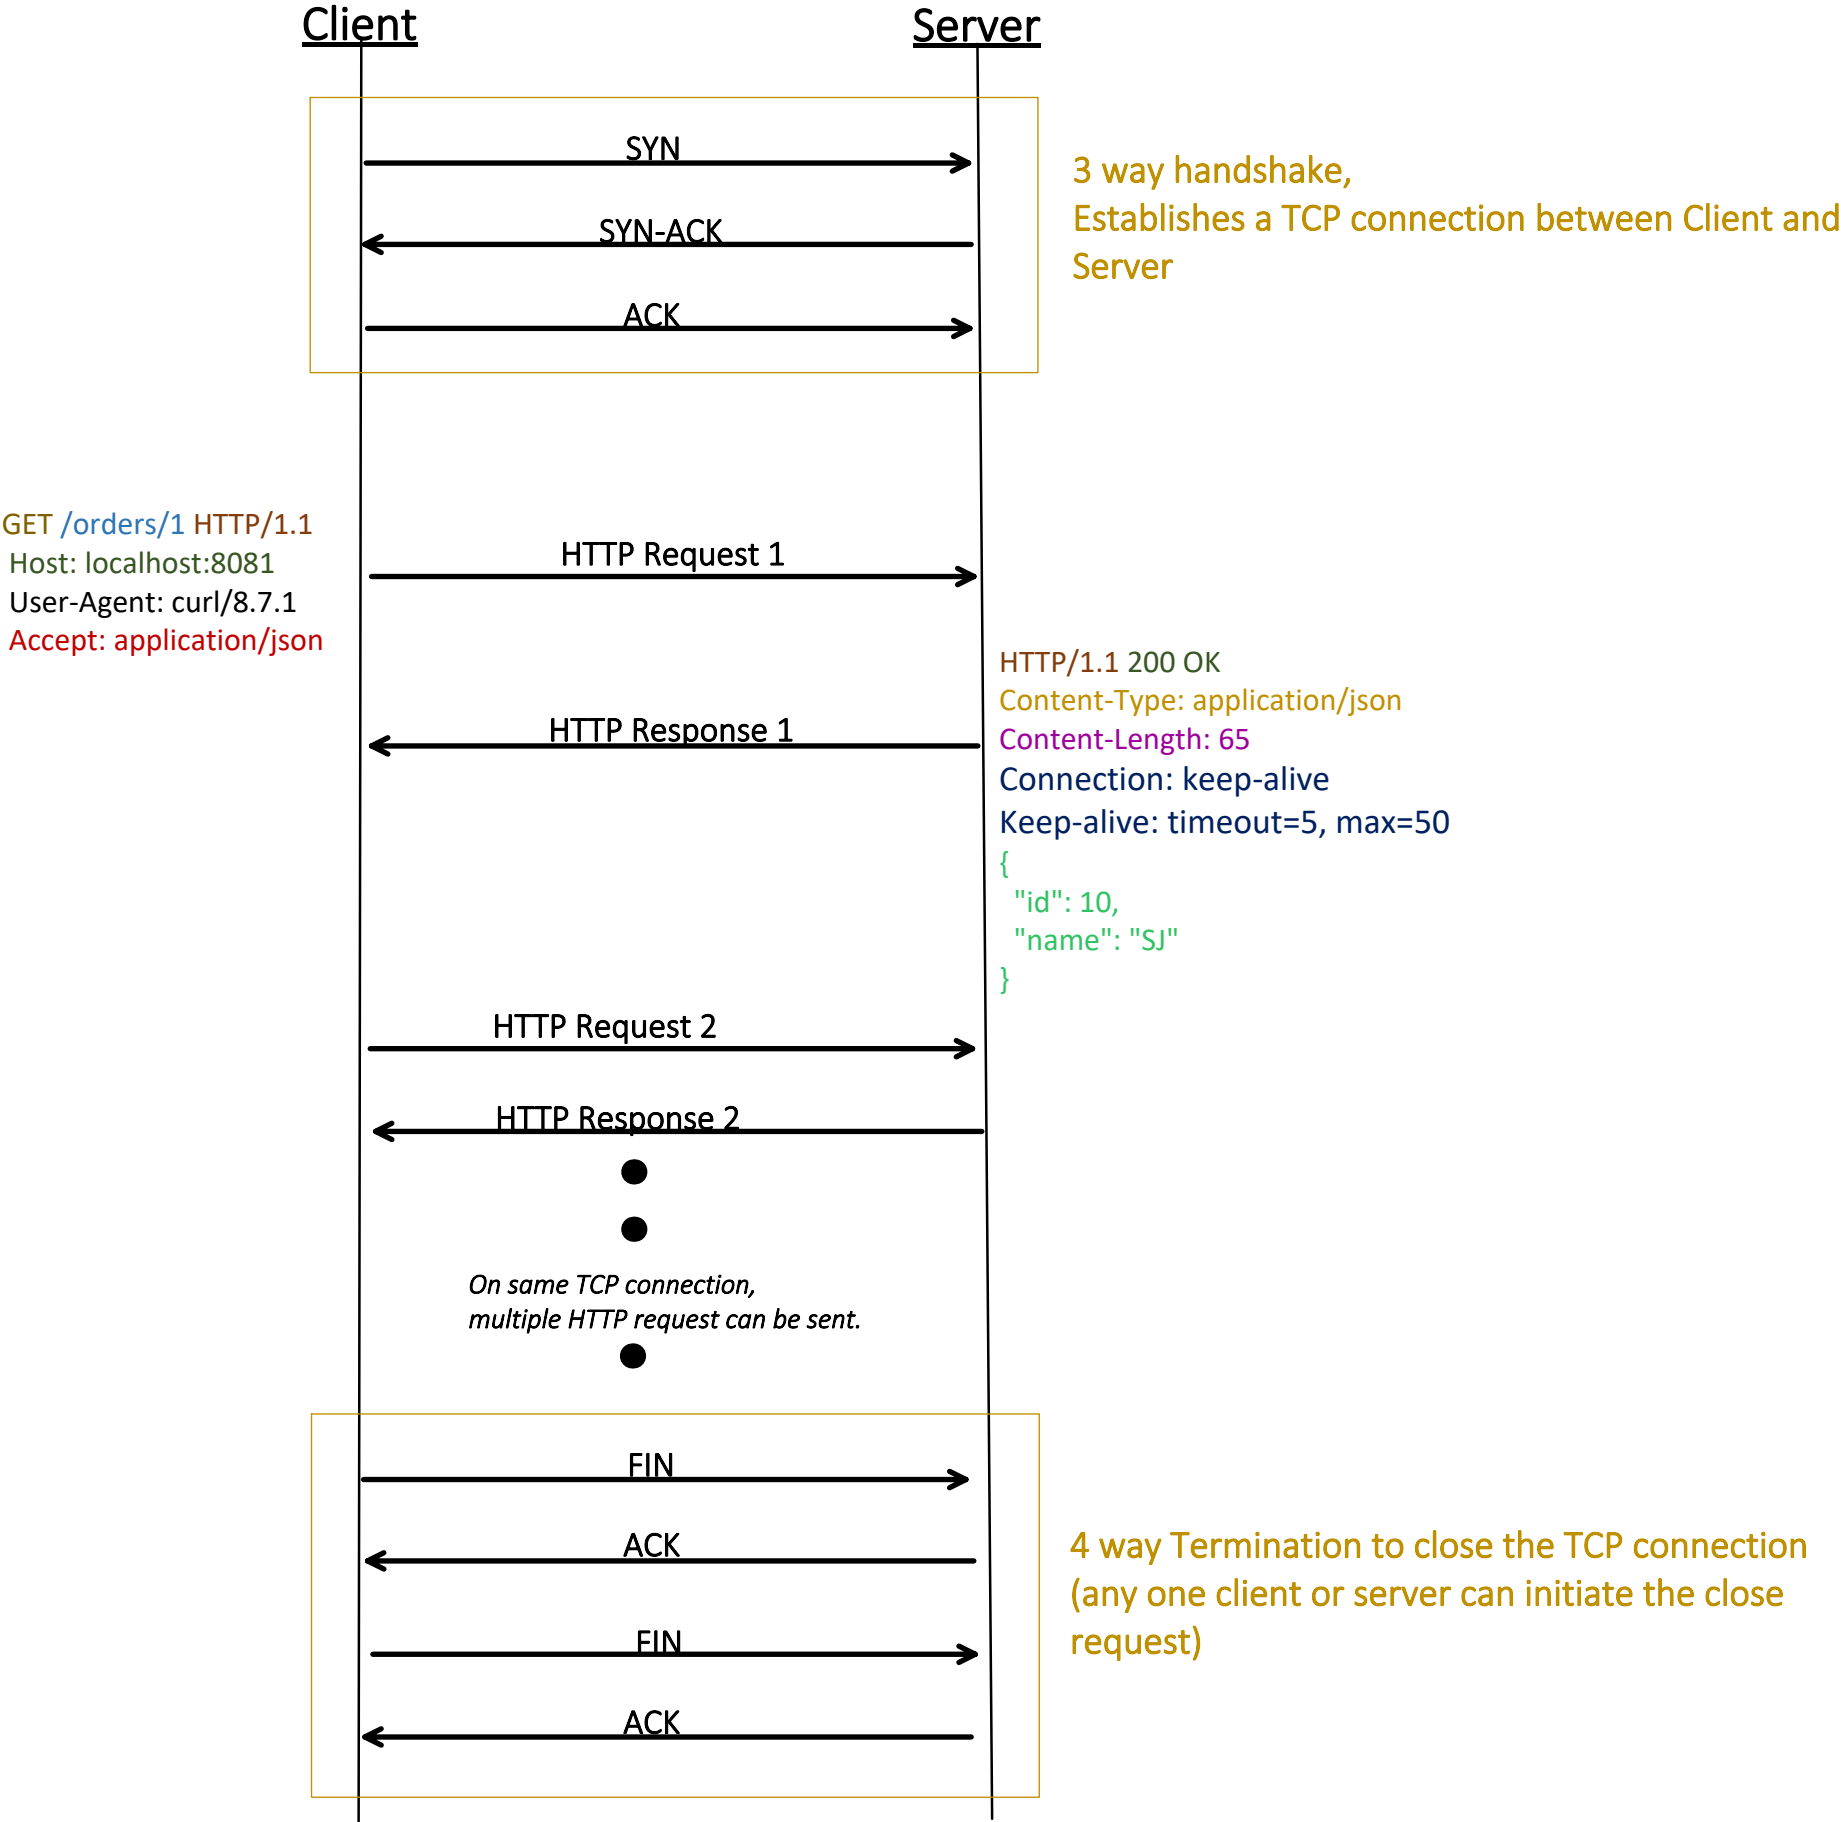 Client
Server
SYN
SYN-ACK
ACK
3 way handshake,
Establishes a TCP connection between Client and
Server
GET /orders/1 HTTP/1.1
Host: localhost:8081
User-Agent: curl/8.7.1
Accept: application/json
HTTP Request 1
HTTP Response 1
HTTP/1.1 200 OK
Content-Type: application/json
Content-Length: 65
Connection: keep-alive
Keep-alive: timeout=5, max=50
{
"id": 10,
"name": "SJ"
}
HTTP Request 2
HTTP Response 2
On same TCP connection,
multiple HTTP request can be sent.
FIN
ACK
FIN
ACK
4 way Termination to close the TCP connection
(any one client or server can initiate the close
request)